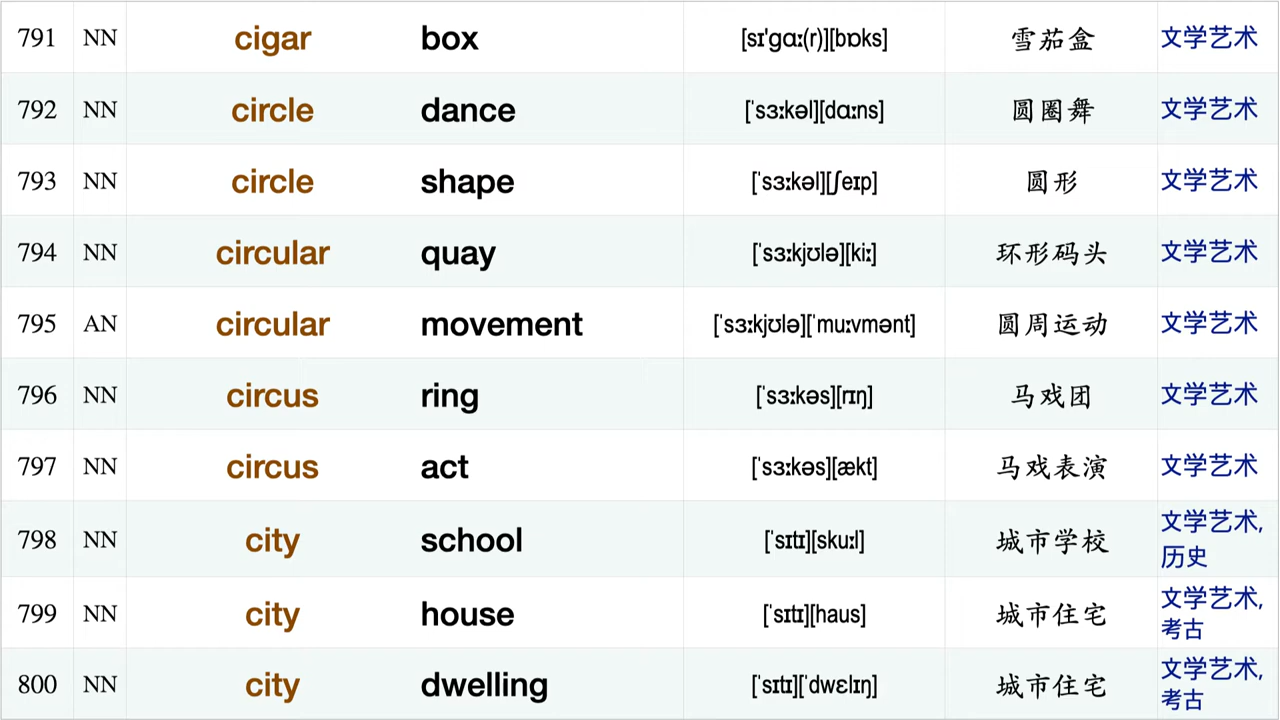 791 NN cigar box [sɪ'ɡɑː(r)][bɒks] 雪茄盒 文学艺术
792 NN circle dance [ˈsɜːkəl][dɑːns] 圆圈舞 文学艺术
793 NN circle shape [ˈsɜːkəl][ʃeɪp] 圆形 文学艺术
794 NN circular quay [ˈsɜːkjʊlə][kiː] 环形码头 文学艺术
795 AN circular movement [ˈsɜːkjʊlə][ˈmuːvmənt] 圆周运动 文学艺术
796 NN circus ring [ˈsɜːkəs][rɪŋ] 马戏团 文学艺术
797 NN circus act [ˈsɜːkəs][ækt] 马戏表演 文学艺术
798 NN city school [ˈsɪtɪ][skuːl] 城市学校 文学艺术,
历史
799 NN city house [ˈsɪtɪ][haus] 城市住宅 文学艺术,
考古
800 NN city dwelling [ˈsɪtɪ][ˈdwɛlɪŋ] 城市住宅 文学艺术,
考古